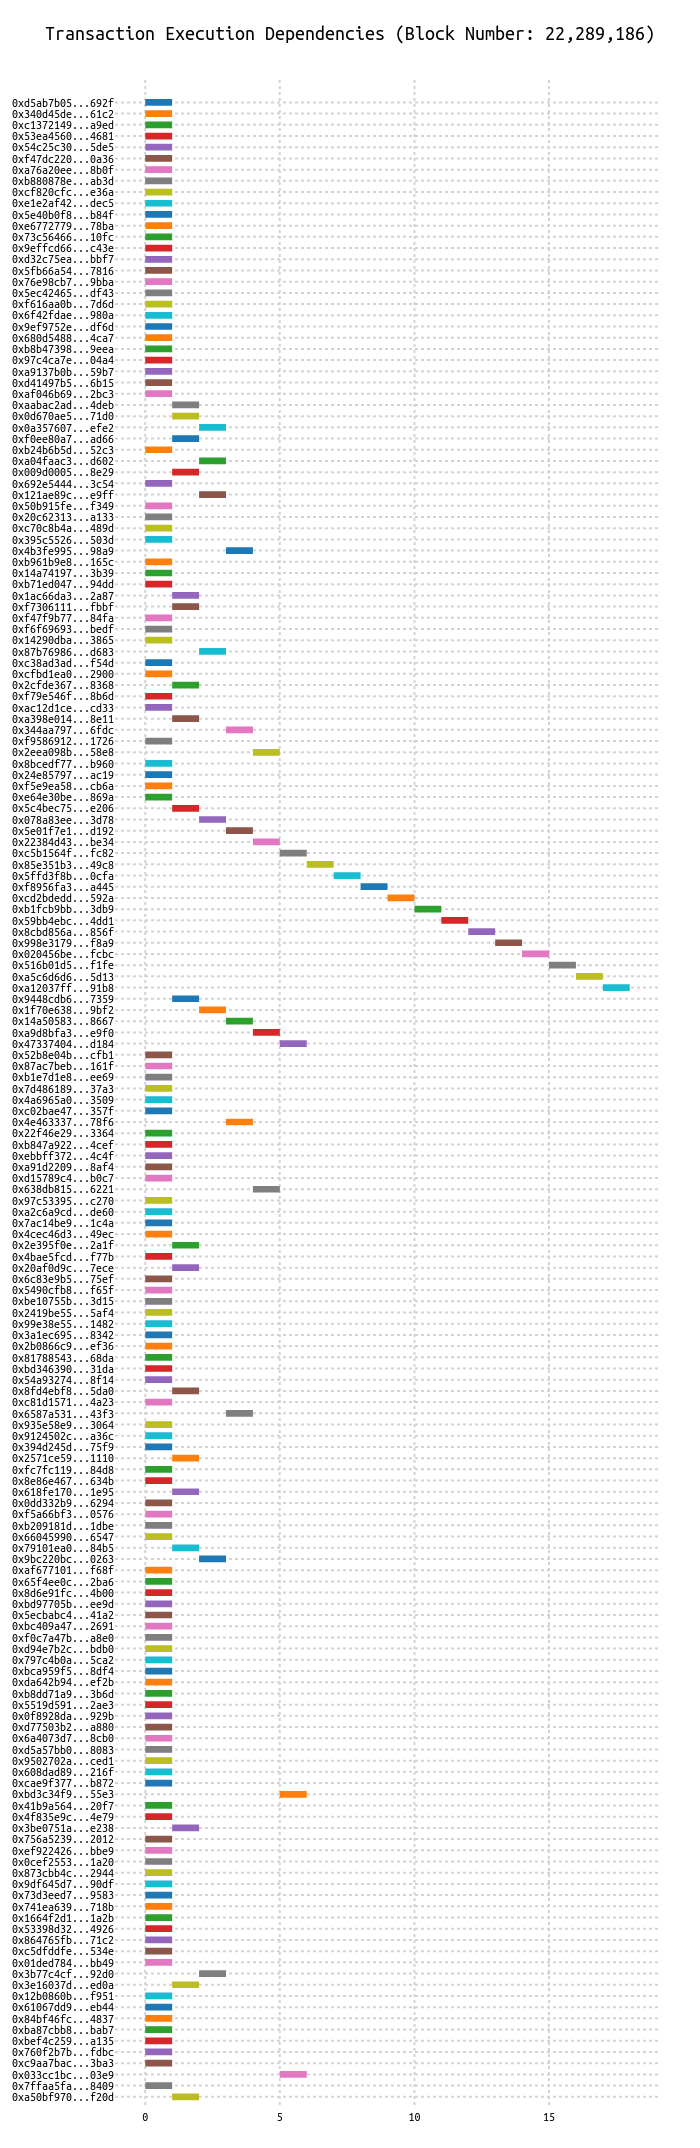 Transaction Execution Dependencies (Block Number: 22,289,186)
0xd5ab7b05...692f
0x340d45de...61c2
0xc1372149...a9ed
0x53ea4560...4681
0x54c25c30...5de5
0xf47dc220...0a36
0xa76a20ee...8b0f
0xb880878e...ab3d
0xcf820cfc...e36a
0xe1e2af42...dec5
0x5e40b0f8...b84f
0xe6772779...78ba
0x73c56466...10fc
0x9effcd66...c43e
0xd32c75ea...bbf7
0x5fb66a54...7816
0x76e98cb7...9bba
0x5ec42465...df43
0xf616aa0b...7d6d
0x6f42fdae...980a
0x9ef9752e...df6d
0x680d5488...4ca7
0xb8b47398...9eea
0x97c4ca7e...04a4
0xa9137b0b...59b7
0xd41497b5...6b15
0xaf046b69...2bc3
0xaabac2ad...4deb
0x0d670ae5...71d0
0x0a357607...efe2
0xf0ee80a7...ad66
0xb24b6b5d...52c3
0xa04faac3...d602
0x009d0005...8e29
0x692e5444...3c54
0x121ae89c...e9ff
0x50b915fe...f349
0x20c62313...a133
0xc70c8b4a...489d
0x395c5526...503d
0x4b3fe995...98a9
0xb961b9e8...165c
0x14a74197...3b39
0xb71ed047...94dd
0x1ac66da3...2a87
0xf7306111...fbbf
0xf47f9b77...84fa
0xf6f69693...bedf
0x14290dba...3865
0x87b76986...d683
0xc38ad3ad...f54d
0xcfbd1ea0...2900
0x2cfde367...8368
0xf79e546f...8b6d
0xac12d1ce...cd33
0xa398e014...8e11
0x344aa797...6fdc
0xf9586912...1726
0x2eea098b...58e8
0x8bcedf77...b960
0x24e85797...ac19
0xf5e9ea58...cb6a
0xe64e30be...869a
0x5c4bec75...e206
0x078a83ee...3d78
0x5e01f7e1...d192
0x22384d43...be34
0xc5b1564f...fc82
0x85e351b3...49c8
0x5ffd3f8b...0cfa
0xf8956fa3...a445
0xcd2bdedd...592a
0xb1fcb9bb...3db9
0x59bb4ebc...4dd1
0x8cbd856a...856f
0x998e3179...f8a9
0x020456be...fcbc
0x516b01d5...f1fe
0xa5c6d6d6...5d13
0xa12037ff...91b8
0x9448cdb6...7359
0x1f70e638...9bf2
0x14a50583...8667
0xa9d8bfa3...e9f0
0x47337404...d184
0x52b8e04b...cfb1
0x87ac7beb...161f
0xb1e7d1e8...ee69
0x7d486189...37a3
0x4a6965a0...3509
0xc02bae47...357f
0x4e463337...78f6
0x22f46e29...3364
0xb847a922...4cef
0xebbff372...4c4f
0xa91d2209...8af4
0xd15789c4...b0c7
0x638db815...6221
0x97c53395...c270
0xa2c6a9cd...de60
0x7ac14be9...1c4a
0x4cec46d3...49ec
0x2e395f0e...2a1f
0x4bae5fcd...f77b
0x20af0d9c...7ece
0x6c83e9b5...75ef
0x5490cfb8...f65f
0xbe10755b...3d15
0x2419be55...5af4
0x99e38e55...1482
0x3a1ec695...8342
0x2b0866c9...ef36
0x81788543...68da
0xbd346390...31da
0x54a93274...8f14
0x8fd4ebf8...5da0
0xc81d1571...4a23
0x6587a531...43f3
0x935e58e9...3064
0x9124502c...a36c
0x394d245d...75f9
0x2571ce59...1110
0xfc7fc119...84d8
0x8e86e467...634b
0x618fe170...1e95
0x0dd332b9...6294
0xf5a66bf3...0576
0xb209181d...1dbe
0x66045990...6547
0x79101ea0...84b5
0x9bc220bc...0263
0xaf677101...f68f
0x65f4ee0c...2ba6
0x8d6e91fc...4b00
0xbd97705b...ee9d
0x5ecbabc4...41a2
0xbc409a47...2691
0xf0c7a47b...a8e0
0xd94e7b2c...bdb0
0x797c4b0a...5ca2
0xbca959f5...8df4
0xda642b94...ef2b
0xb8dd71a9...3b6d
0x5519d591...2ae3
0x0f8928da...929b
0xd77503b2...a880
0x6a4073d7...8cb0
0xd5a57bb0...8083
0x9502702a...ced1
0x608dad89...216f
0xcae9f377...b872
0xbd3c34f9...55e3
0x41b9a564...20f7
0x4f835e9c...4e79
0x3be0751a...e238
0x756a5239...2012
0xef922426...bbe9
0x0cef2553...1a20
0x873cbb4c...2944
0x9df645d7...90df
0x73d3eed7...9583
0x741ea639...718b
0x1664f2d1...1a2b
0x53398d32...4926
0x864765fb...71c2
0xc5dfddfe...534e
0x01ded784...bb49
0x3b77c4cf...92d0
0x3e16037d...ed0a
0x12b0860b...f951
0x61067dd9...eb44
0x84bf46fc...4837
0xba87cbb8...bab7
0xbef4c259...a135
0x760f2b7b...fdbc
0xc9aa7bac...3ba3
0x033cc1bc...03e9
0x7ffaa5fa...8409
0xa50bf970...f20d
0 5 10 15